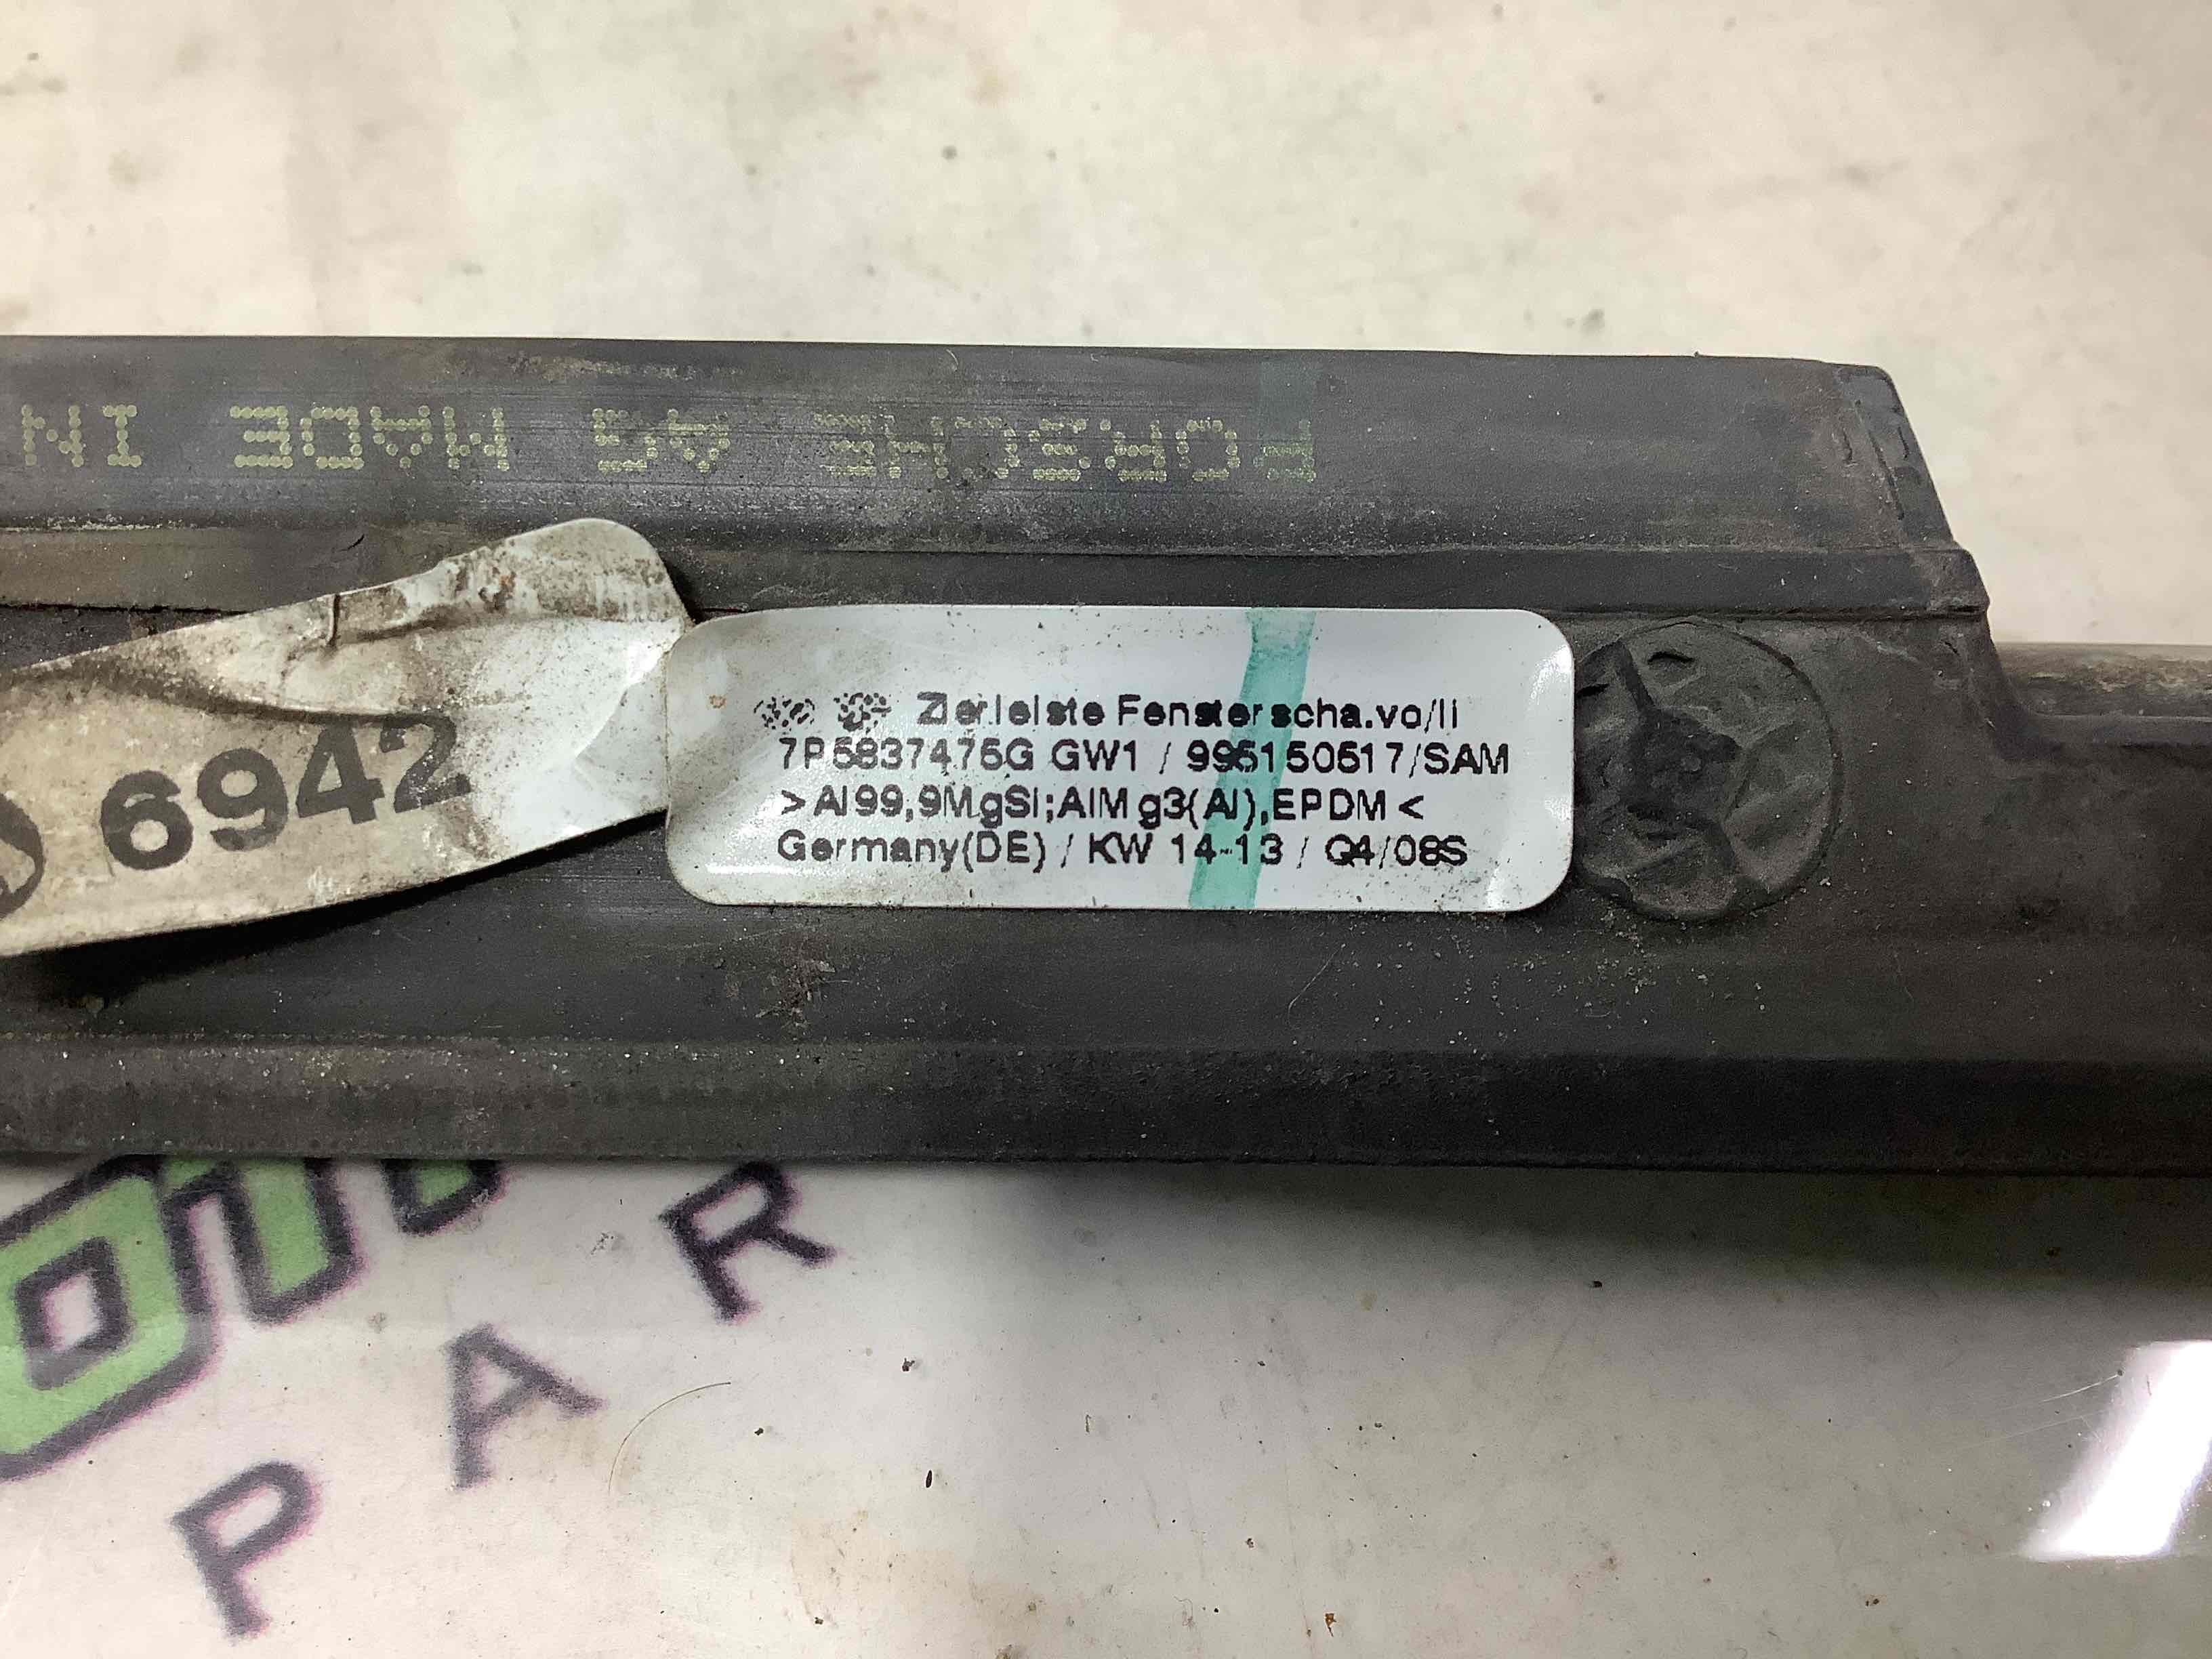 PORSCHE A5 MADE IN
6942
Zierleiste Fensterscha.vo/li
7P5837475G GW1 / 995150517/SAM
>Al99,9MgSi;AlMg3(Al),EPDM<
Germany(DE) / KW 14-13 / Q4/08S
PAR